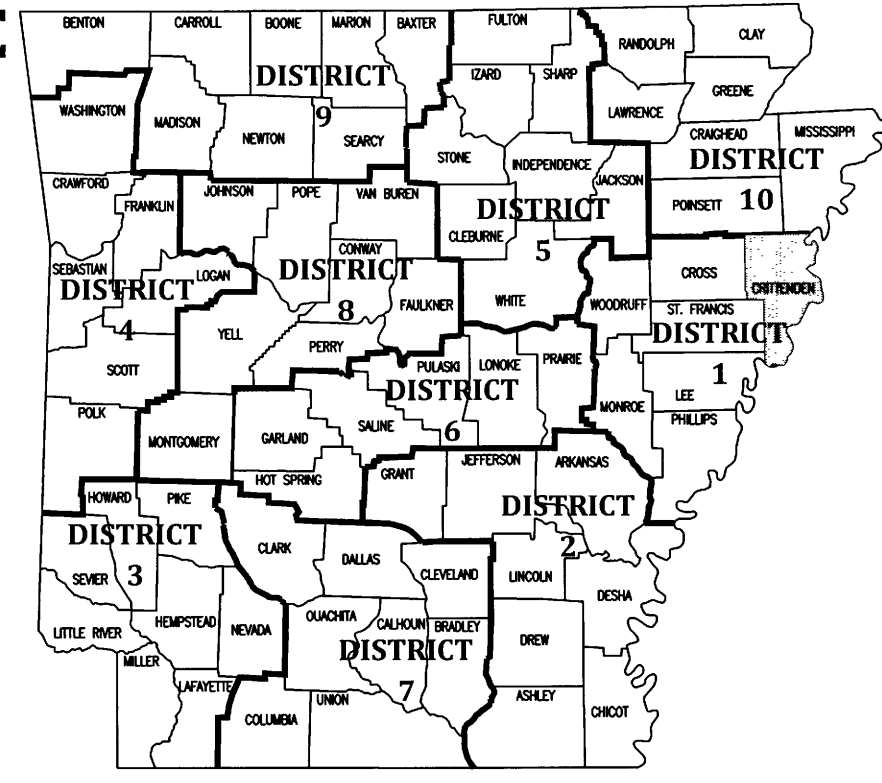 BENTON CARROLL BOONE MARION BAXTER FULTON
RANDOLPH CLAY
DISTRICT
9
IZARD SHARP
WASHINGTON MADISON NEWTON SEARCY
LAWRENCE GREENE
STONE INDEPENDENCE JACKSON
CRAIGHEAD MISSISSIPPI
DISTRICT
10
POINSETT
CRAWFORD FRANKLIN JOHNSON POPE VAN BUREN
DISTRICT
5
CLEBURNE
WHITE
SEBASTIAN LOGAN
DISTRICT
4
SCOTT
CONWAY
DISTRICT
8
FAULKNER
YELL
PERRY
WOODRUFF CROSS CRITTENDEN
ST. FRANCIS
DISTRICT
1
LEE
MONROE PHILLIPS
PULASKI LONOKE PRAIRIE
DISTRICT
6
SALINE
POLK MONTGOMERY GARLAND
HOT SPRING
GRANT JEFFERSON ARKANSAS
DISTRICT
2
HOWARD PIKE
DISTRICT
3
SEVIER
CLARK DALLAS CLEVELAND LINCOLN
DESHA
LITTLE RIVER HEMPSTEAD NEVADA
OUACHITA CALHOUN BRADLEY
DISTRICT
7
DREW
MILLER LAFAYETTE
COLUMBIA UNION ASHLEY CHICOT